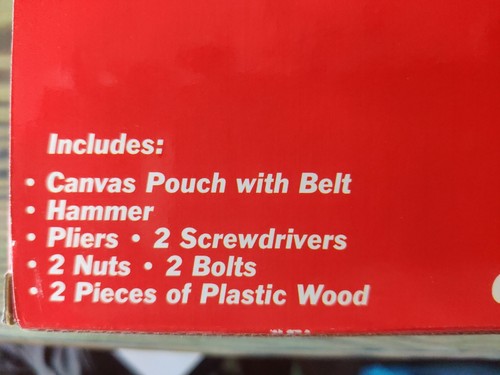 Includes:
• Canvas Pouch with Belt
• Hammer
• Pliers • 2 Screwdrivers
• 2 Nuts • 2 Bolts
• 2 Pieces of Plastic Wood